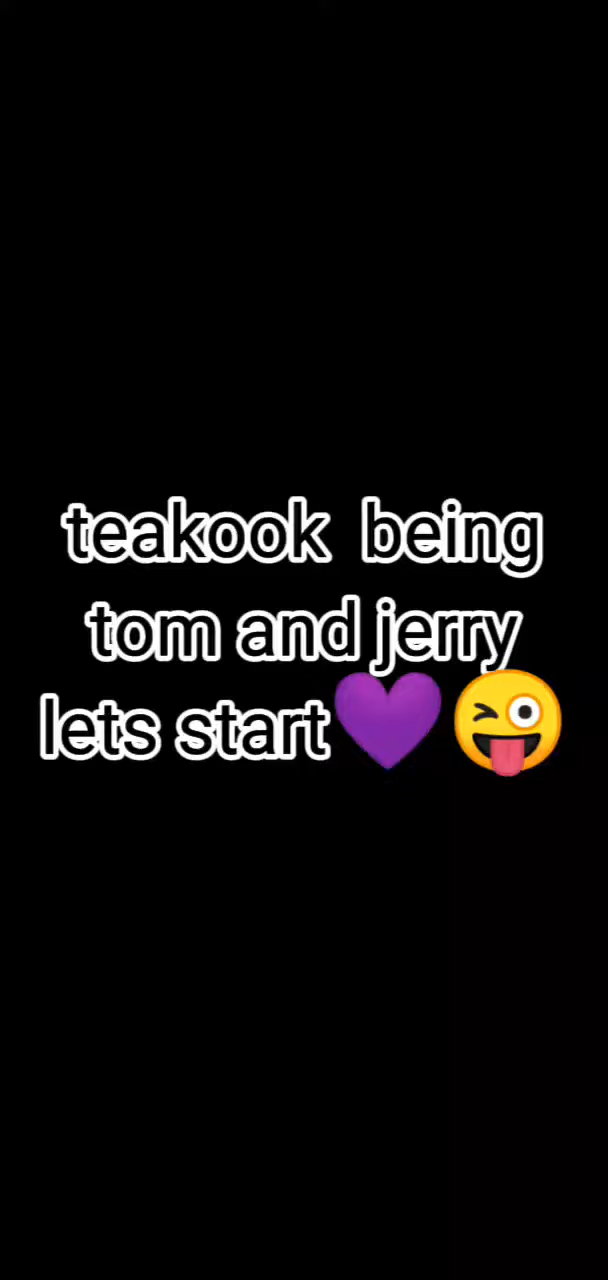 teakook being
tom and jerry
lets start💜😜